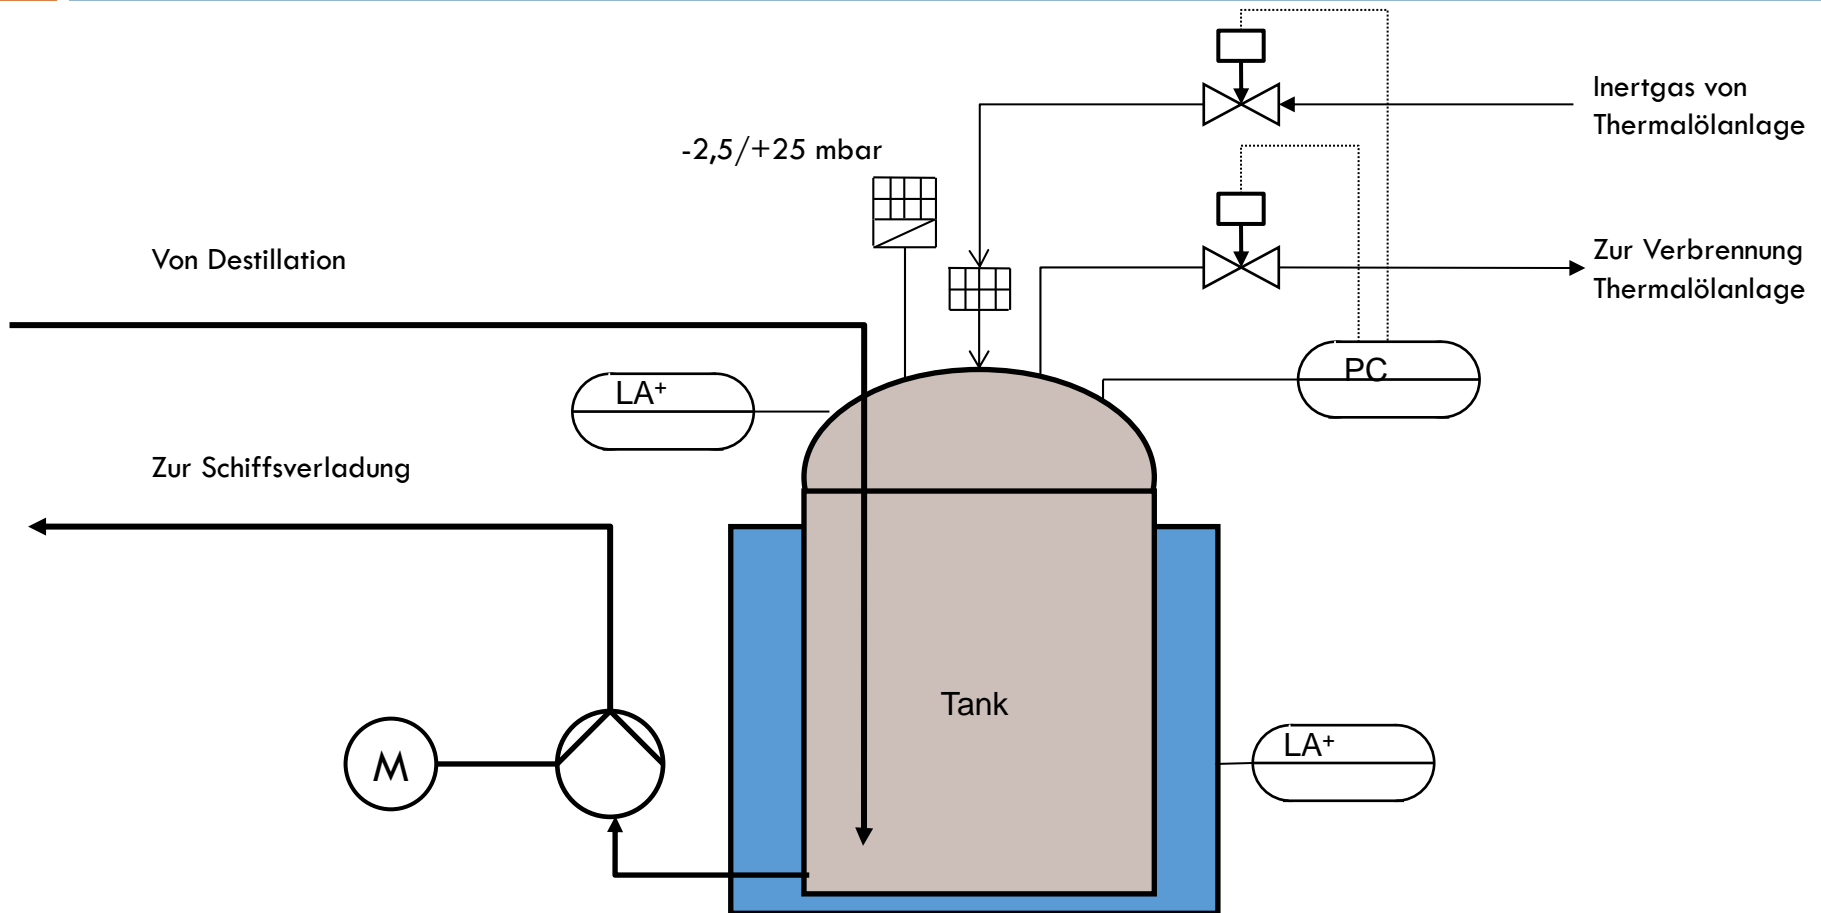 Inertgas von
Thermalölanlage
-2,5/+25 mbar
Von Destillation
Zur Verbrennung
Thermalölanlage
PC
LA+
Zur Schiffsverladung
Tank
LA+
M